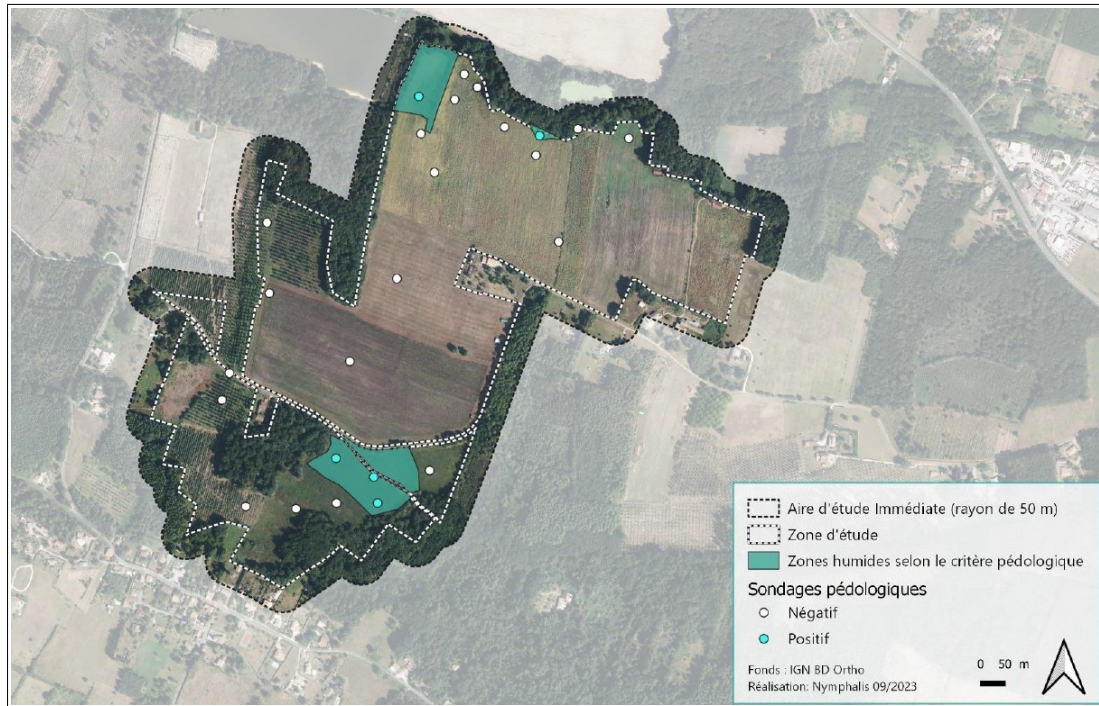 Aire d'étude Immédiate (rayon de 50 m)
Zone d'étude
Zones humides selon le critère pédologique
Sondages pédologiques
Négatif
Positif
Fonds : IGN BD Ortho
Réalisation: Nymphalis 09/2023
0 50 m